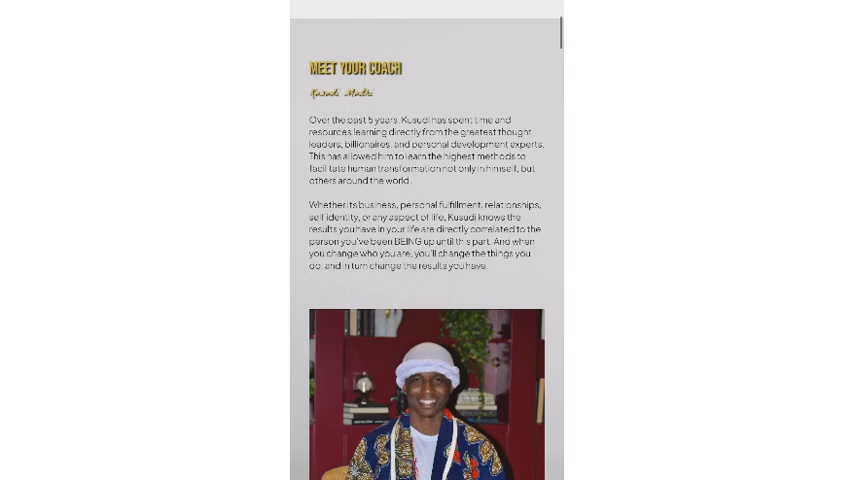 MEET YOUR COACH
Kusudi Muitri
Over the past 5 years, Kusudi has spent time and
resources learning directly from the greatest thought
leaders, billionaires, and personal development experts.
This has allowed him to learn the highest methods to
facilitate human transformation not only in himself, but
others around the world.
Whether its business, personal fulfillment, relationships,
self identity, or any aspect of life, Kusudi knows the
results you have in your life are directly correlated to the
person you've been BEING up until this part. And when
you change who you are, you'll change the things you
do, and in turn change the results you have.